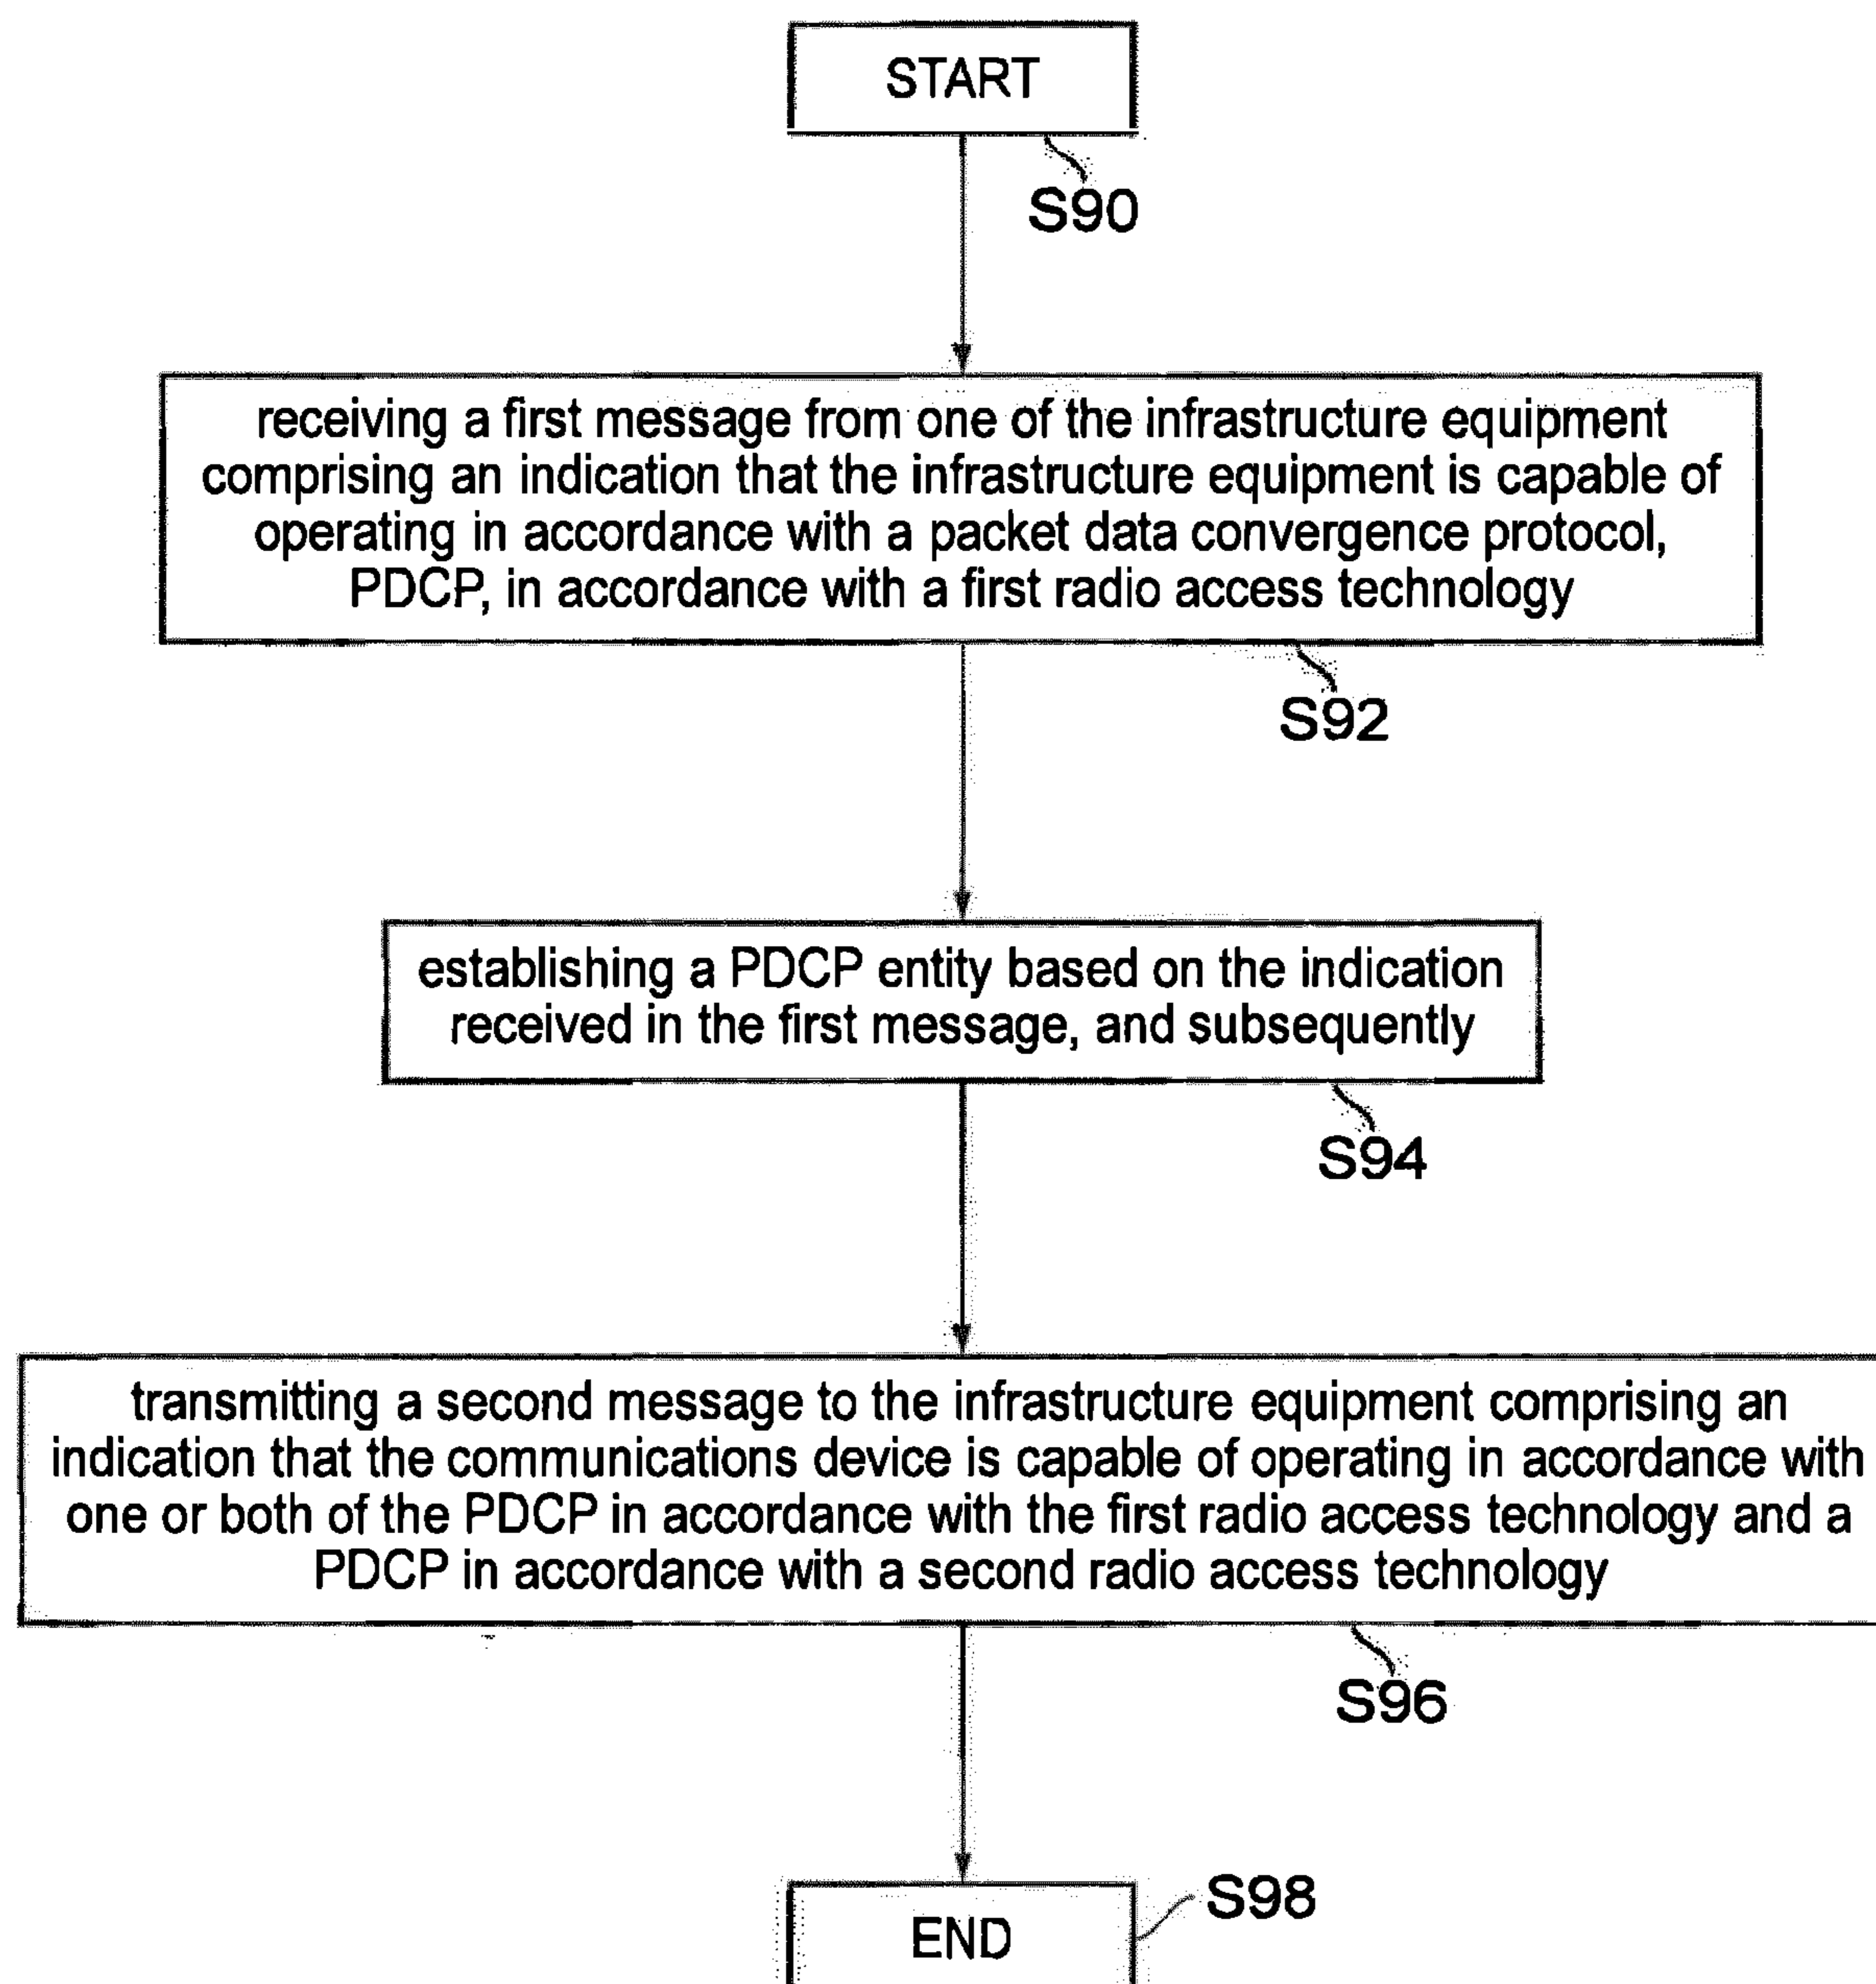 START
S90
receiving a first message from one of the infrastructure equipment
comprising an indication that the infrastructure equipment is capable of
operating in accordance with a packet data convergence protocol,
PDCP, in accordance with a first radio access technology
S92
establishing a PDCP entity based on the indication
received in the first message, and subsequently
S94
transmitting a second message to the infrastructure equipment comprising an
indication that the communications device is capable of operating in accordance with
one or both of the PDCP in accordance with the first radio access technology and a
PDCP in accordance with a second radio access technology
S96
S98
END